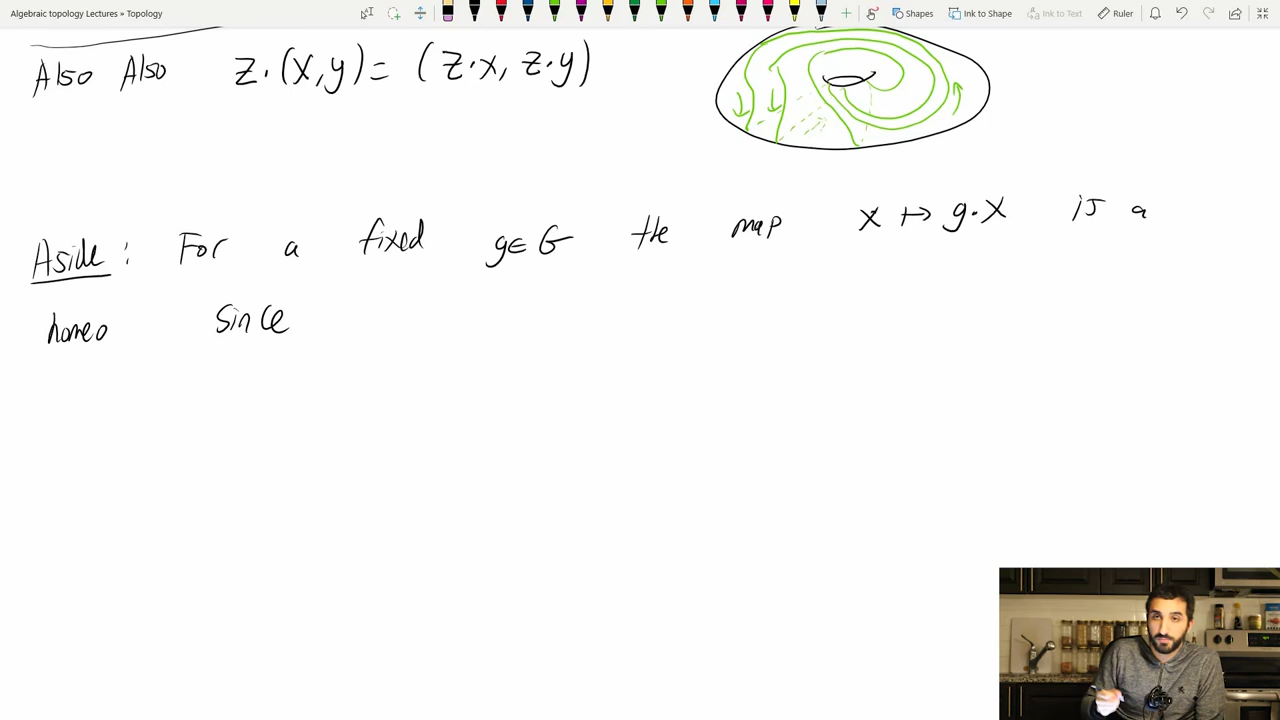 Algebraic topology Lectures – Topology
Shapes
Ink to Shape
Ink to Text
Ruler
Also Also z·(x,y)= (z·x, z·y)
Aside: For a fixed g∈G the map x ↦ g·x is a
homeo since